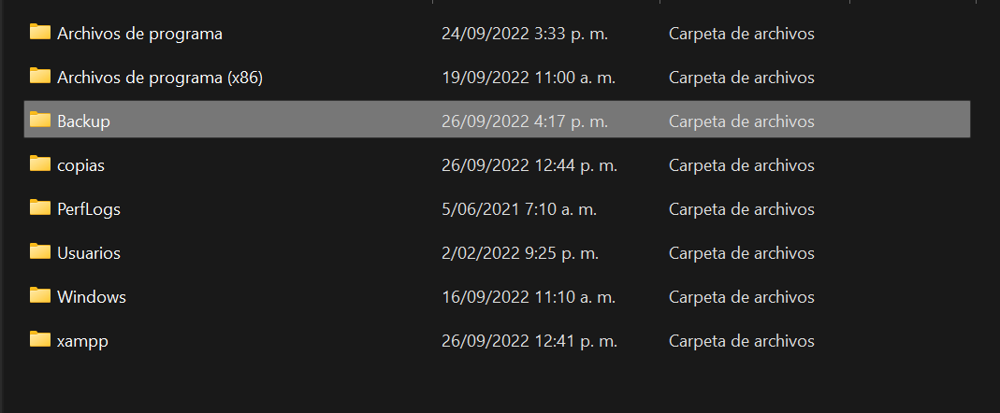 Archivos de programa 24/09/2022 3:33 p. m. Carpeta de archivos
Archivos de programa (x86) 19/09/2022 11:00 a. m. Carpeta de archivos
Backup 26/09/2022 4:17 p. m. Carpeta de archivos
copias 26/09/2022 12:44 p. m. Carpeta de archivos
PerfLogs 5/06/2021 7:10 a. m. Carpeta de archivos
Usuarios 2/02/2022 9:25 p. m. Carpeta de archivos
Windows 16/09/2022 11:10 a. m. Carpeta de archivos
xampp 26/09/2022 12:41 p. m. Carpeta de archivos